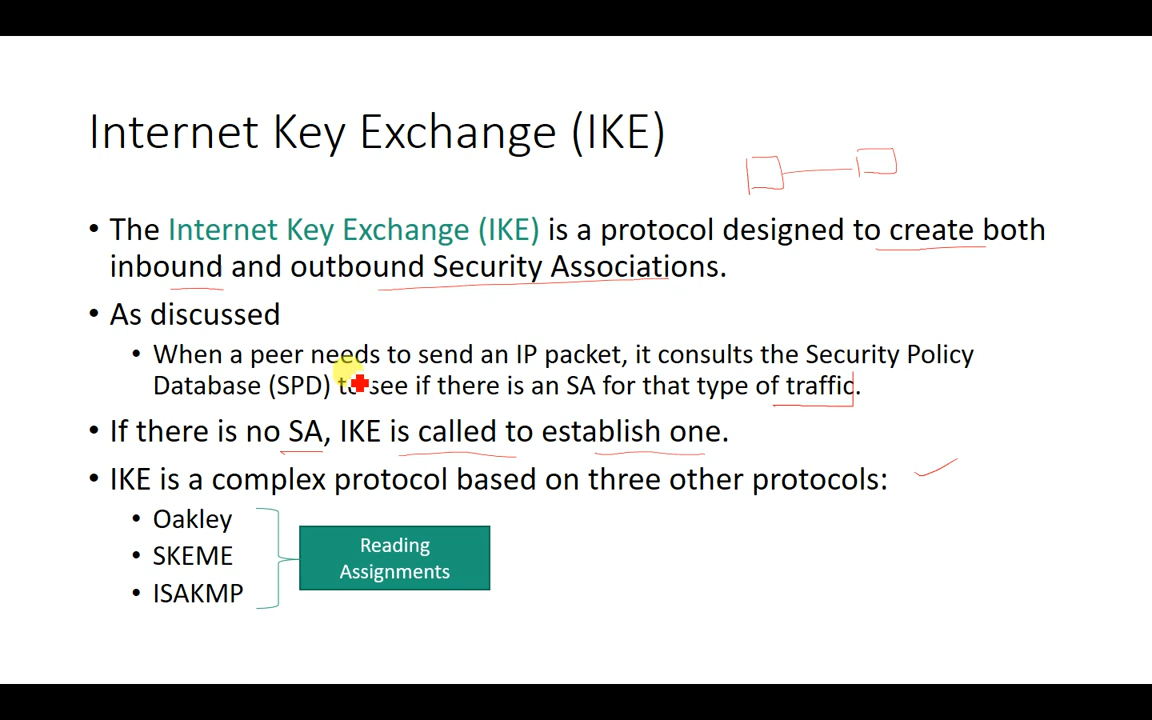 Internet Key Exchange (IKE)
• The Internet Key Exchange (IKE) is a protocol designed to create both
inbound and outbound Security Associations.
• As discussed
• When a peer needs to send an IP packet, it consults the Security Policy
Database (SPD) to see if there is an SA for that type of traffic.
• If there is no SA, IKE is called to establish one.
• IKE is a complex protocol based on three other protocols:
• Oakley
• SKEME
• ISAKMP
Reading
Assignments